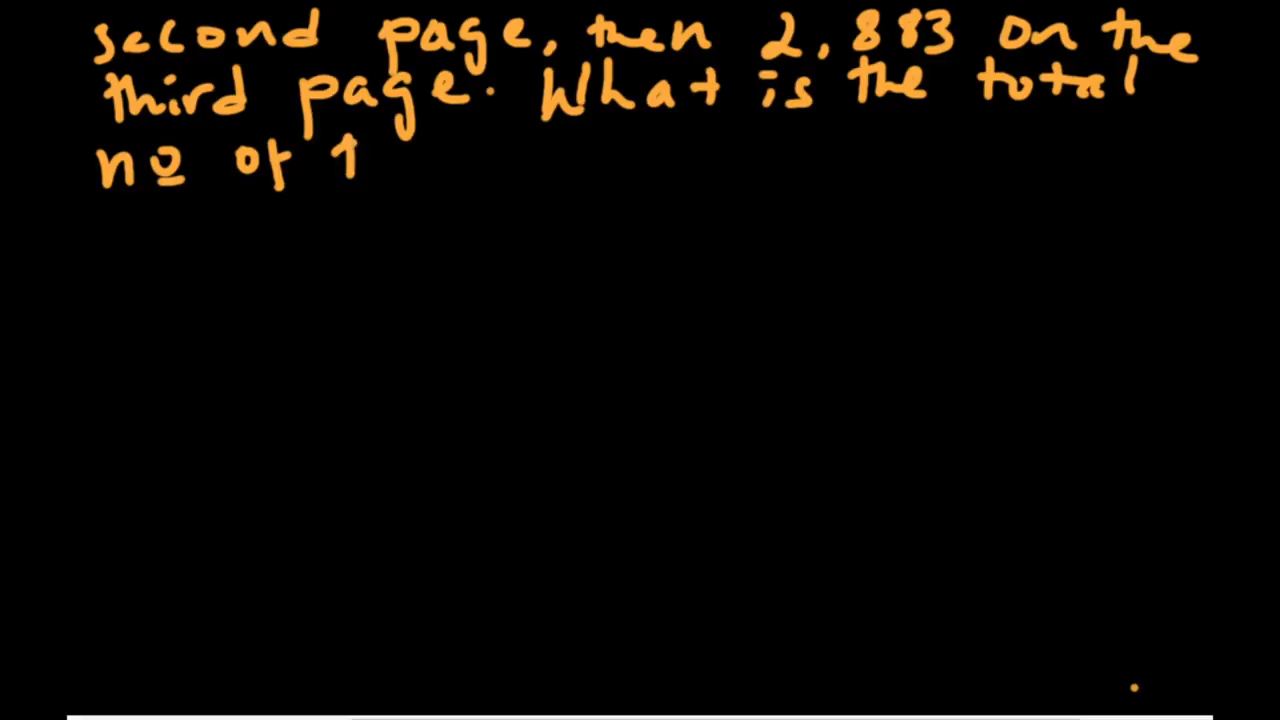 second page, then 2,883 on the
third page. What is the total
nº of 1